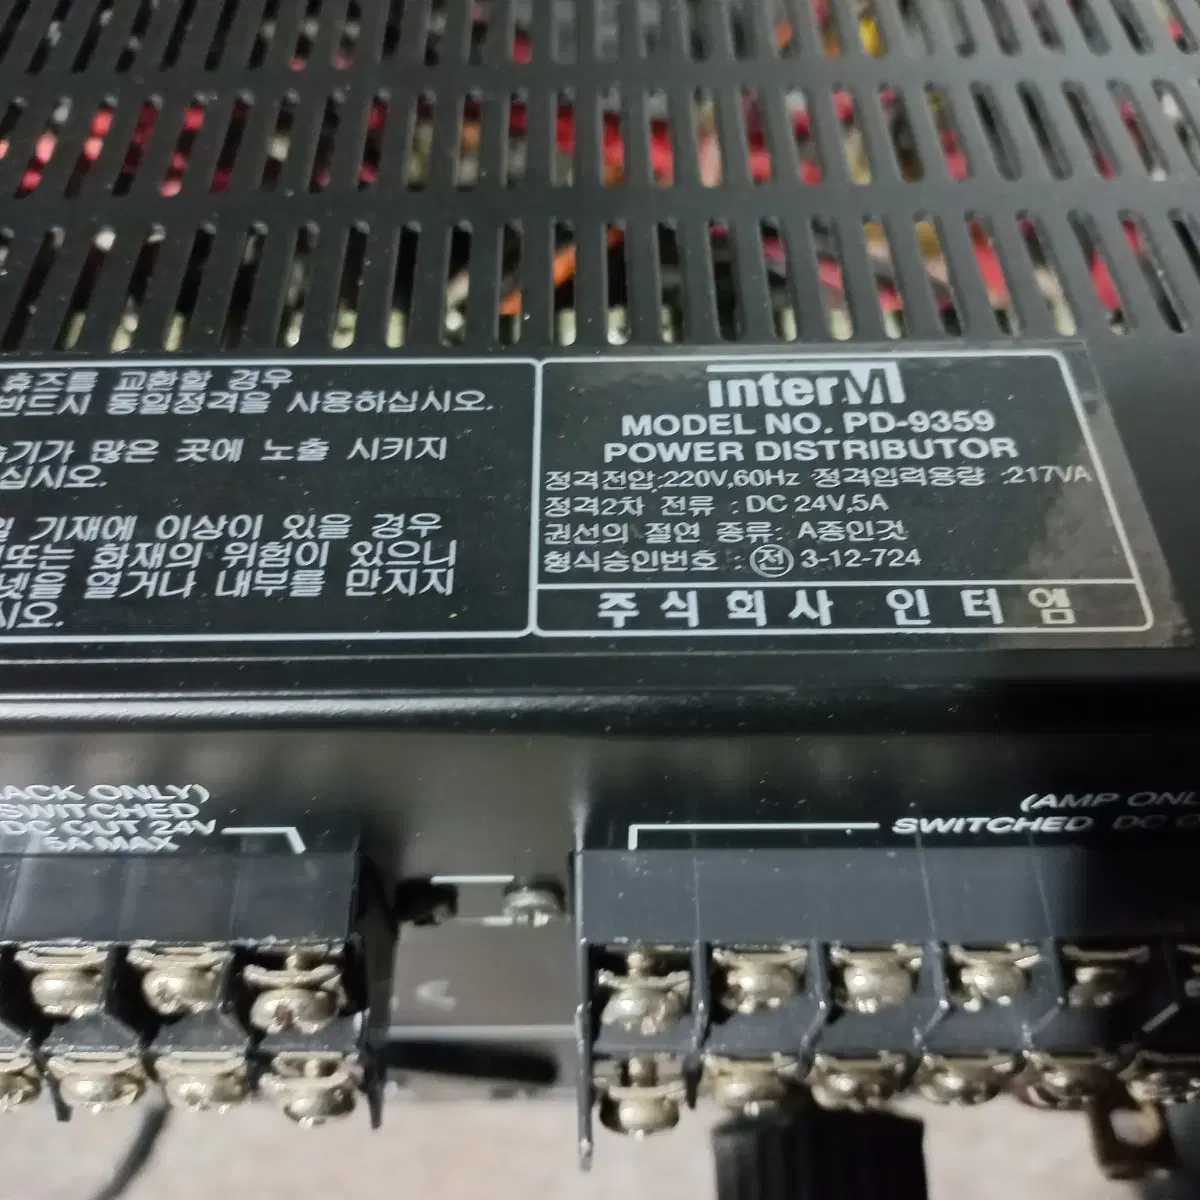 휴즈를 교환할 경우
반드시 동일정격을 사용하십시오.
습기가 많은 곳에 노출 시키지
십시오.
기재에 이상이 있을 경우
또는 화재의 위험이 있으니
을 열거나 내부를 만지지
시오.
interM
MODEL NO. PD-9359
POWER DISTRIBUTOR
정격전압:220V,60Hz 정격입력용량 :217VA
정격2차 전류 : DC 24V,5A
권선의 절연 종류: A종인것
형식승인번호 : 전 3-12-724
주식회사 인터엠
ONLY)
SWITCHED
DC OUT 24V
5A MAX
(AMP ONLY
SWITCHED DC